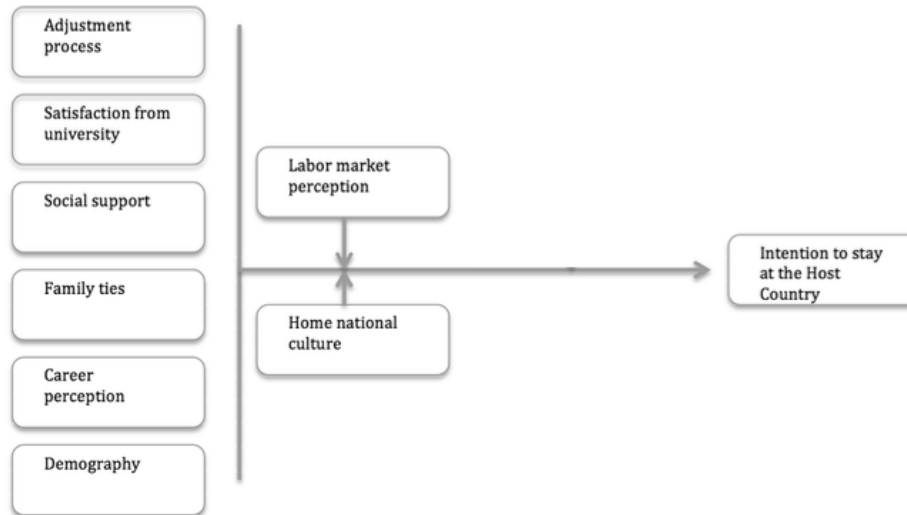 Adjustment
process
Satisfaction from
university
Social support
Family ties
Career
perception
Demography
Labor market
perception
Home national
culture
Intention to stay
at the Host
Country